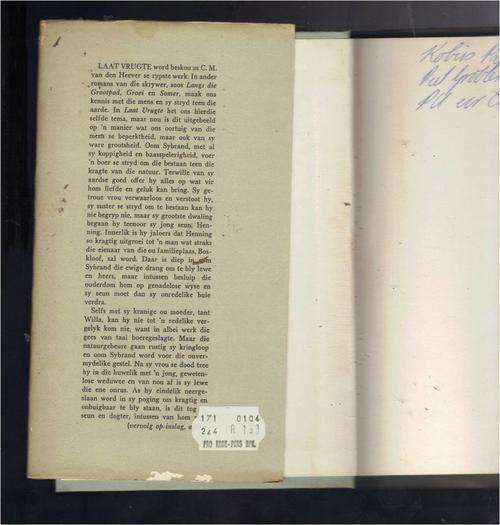 LAAT VRUGTE word beskou as C. M.
van den Heever se rypste werk. In ander
romans van die skrywer, soos Langs die
Grootpad, Groei en Somer, maak ons
kennis met die mens en sy stryd teen die
aarde. In Laat Vrugte het ons hierdie
selfde tema, maar nou is dit uitgebeeld
op 'n manier wat ons oortuig van die
mens se beperktheid, maar ook van sy
ware grootsheid. Oom Sybrand, met al
sy koppigheid en baasspelerigheid, voer
'n boer se stryd om die bestaan teen die
kragte van die natuur. Terwille van sy
aardse goed offer hy alles op wat vir
hom liefde en geluk kan bring. Sy ge-
troue vrou verwaarloos en verstoot hy,
sy suster se stryd om te bestaan kan hy
nie begryp nie, maar sy grootste dwaling
begaan hy teenoor sy jong seun, Hen-
ning. Innerlik is hy jaloers dat Henning
so kragtig uitgroei tot 'n man wat straks
die eienaar van die ou familieplaas, Bos-
kloof, sal word. Daar is diep in oom
Sybrand die ewige drang om te bly lewe
en heers, maar intussen besluip die
ouderdom hom op genadelose wyse en
sy seun moet dan sy onredelike buie
verdra.
Selfs met sy kranige ou moeder, tant
Willa, kan hy nie tot 'n redelike ver-
gelyk kom nie, want in albei werk die
gees van taai boeregeslagte. Maar die
natuurgebeure gaan rustig sy kringloop
en oom Sybrand word voor die onver-
mydelike gestel. Na sy vrou se dood tree
hy in die huwelik met 'n jong, gewete-
lose weduwee en van nou af is sy lewe
die ene onrus. As hy eindelik neerge-
slaan word in sy poging om kragtig en
onbuigbaar te bly staan, is dit tog
seun en dogter, intussen van hom
(vervolg op inslag,
171 0104
244 R
Kobus
Piet